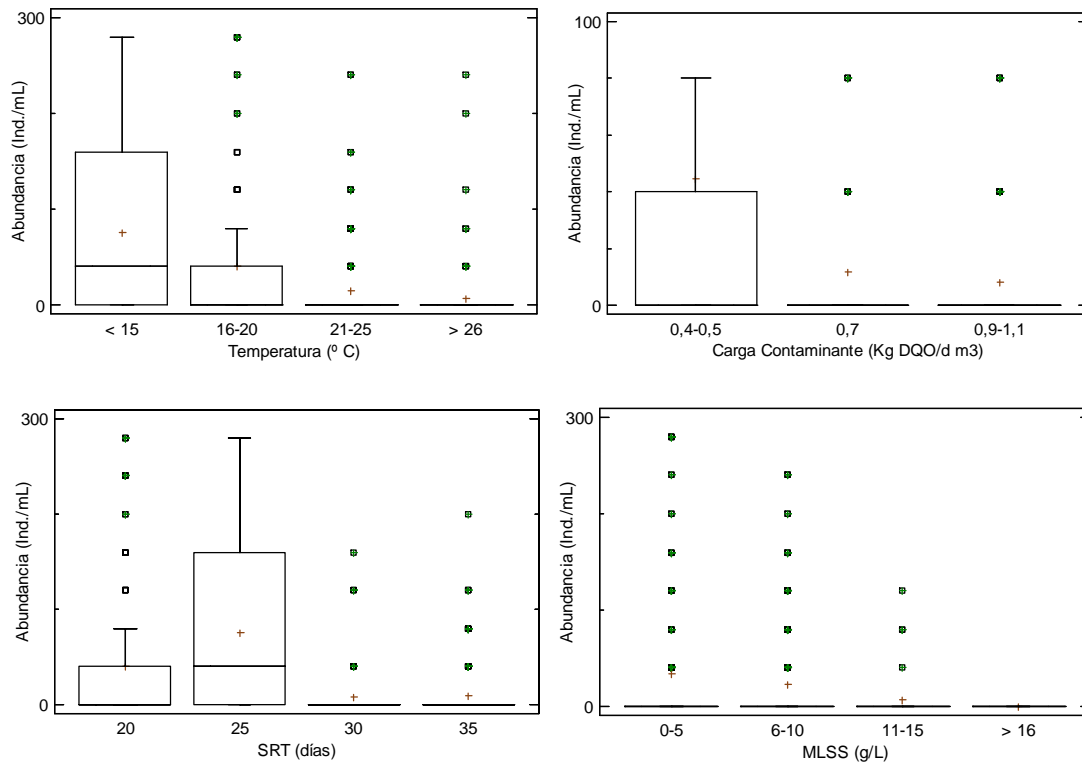 300
Abundancia (Ind./mL)
0
< 15
16-20
21-25
> 26
Temperatura (º C)
100
Abundancia (Ind./mL)
0
0,4-0,5
0,7
0,9-1,1
Carga Contaminante (Kg DQO/d m3)
300
Abundancia (Ind./mL)
0
20
25
30
35
SRT (días)
300
Abundancia (Ind./mL)
0
0-5
6-10
11-15
> 16
MLSS (g/L)